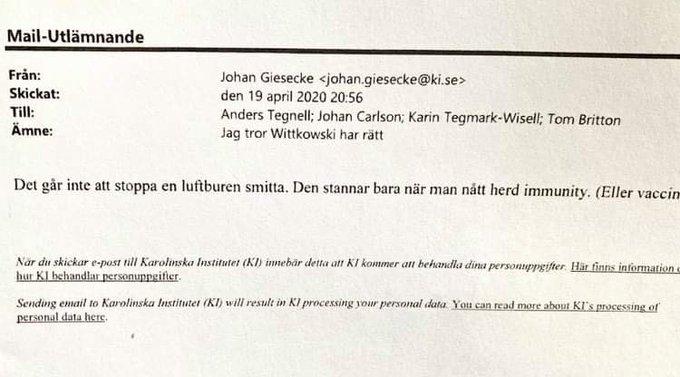 Mail-Utlämnande
Från: Johan Giesecke <johan.giesecke@ki.se>
Skickat: den 19 april 2020 20:56
Till: Anders Tegnell; Johan Carlson; Karin Tegmark-Wisell; Tom Britton
Ämne: Jag tror Wittkowski har rätt
Det går inte att stoppa en luftburen smitta. Den stannar bara när man nått herd immunity. (Eller vaccin
När du skickar e-post till Karolinska Institutet (KI) innebär detta att KI kommer att behandla dina personuppgifter. Här finns information
hur KI behandlar personuppgifter.
Sending email to Karolinska Institutet (KI) will result in KI processing your personal data. You can read more about KI's processing of
personal data here.